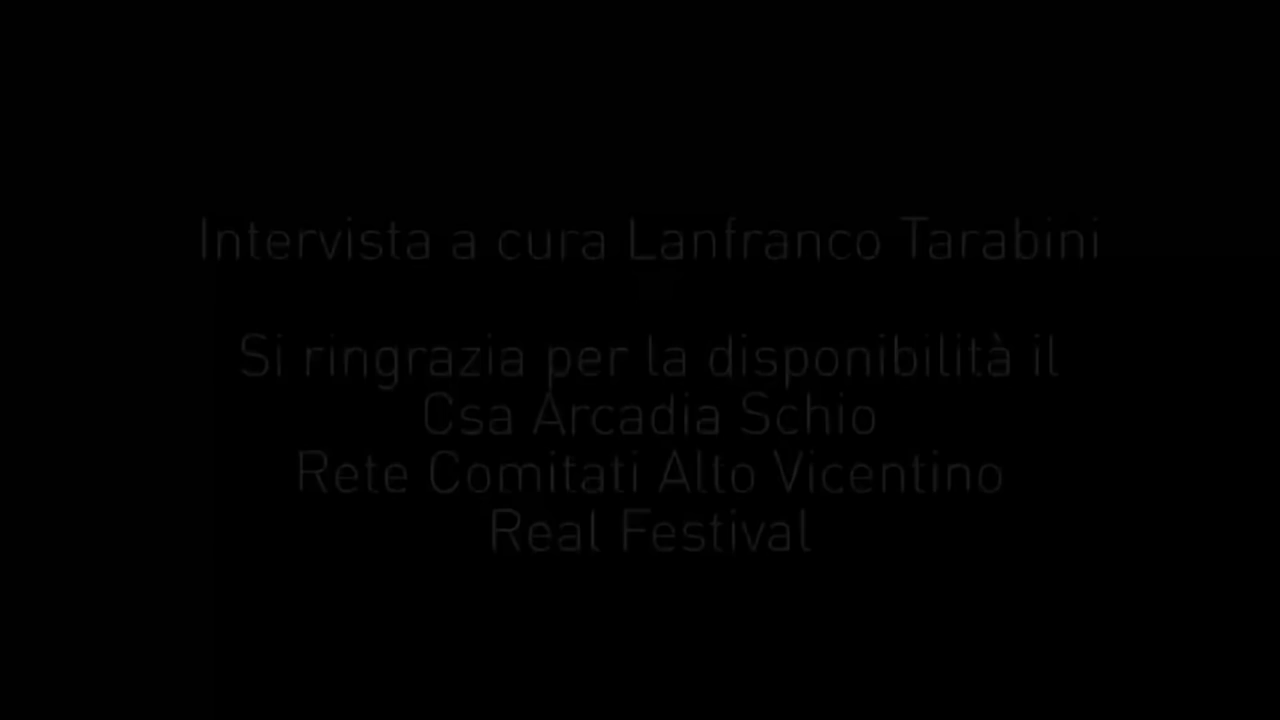 Intervista a cura Lanfranco Tarabini
Si ringrazia per la disponibilità il
Csa Arcadia Schio
Rete Comitati Alto Vicentino
Real Festival